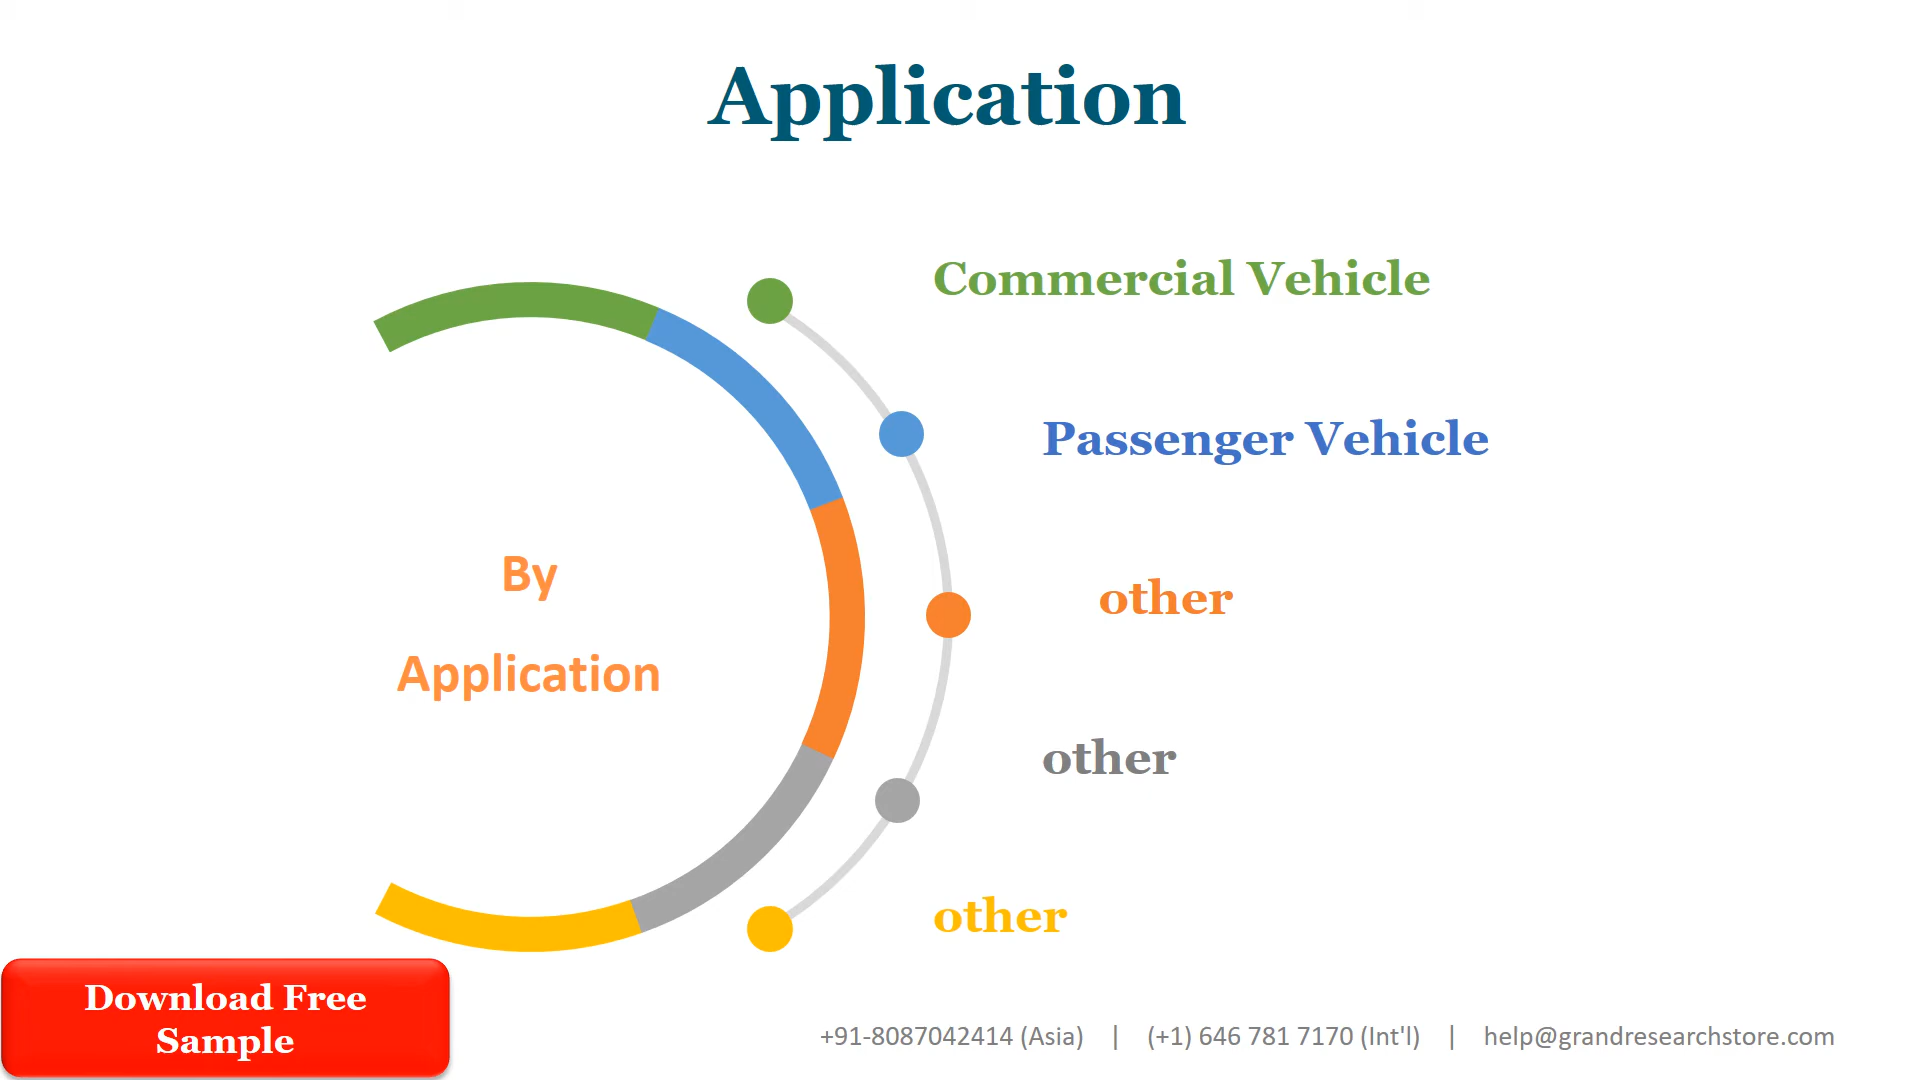 Application
Commercial Vehicle
Passenger Vehicle
By
Application
other
other
other
Download Free
Sample
+91-8087042414 (Asia) | (+1) 646 781 7170 (Int'l) | help@grandresearchstore.com